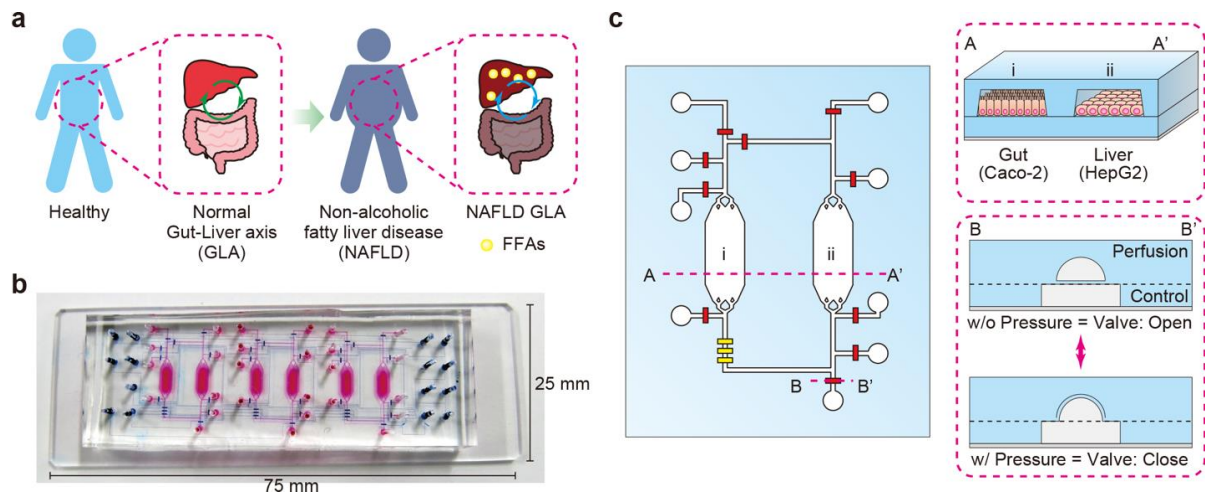 a
Healthy
Normal
Gut-Liver axis
(GLA)
Non-alcoholic
fatty liver disease
(NAFLD)
NAFLD GLA
FFAs
b
25 mm
75 mm
c
i
ii
A
A'
B
B'
A
A'
i
ii
Gut
(Caco-2)
Liver
(HepG2)
B
B'
Perfusion
Control
w/o Pressure = Valve: Open
w/ Pressure = Valve: Close